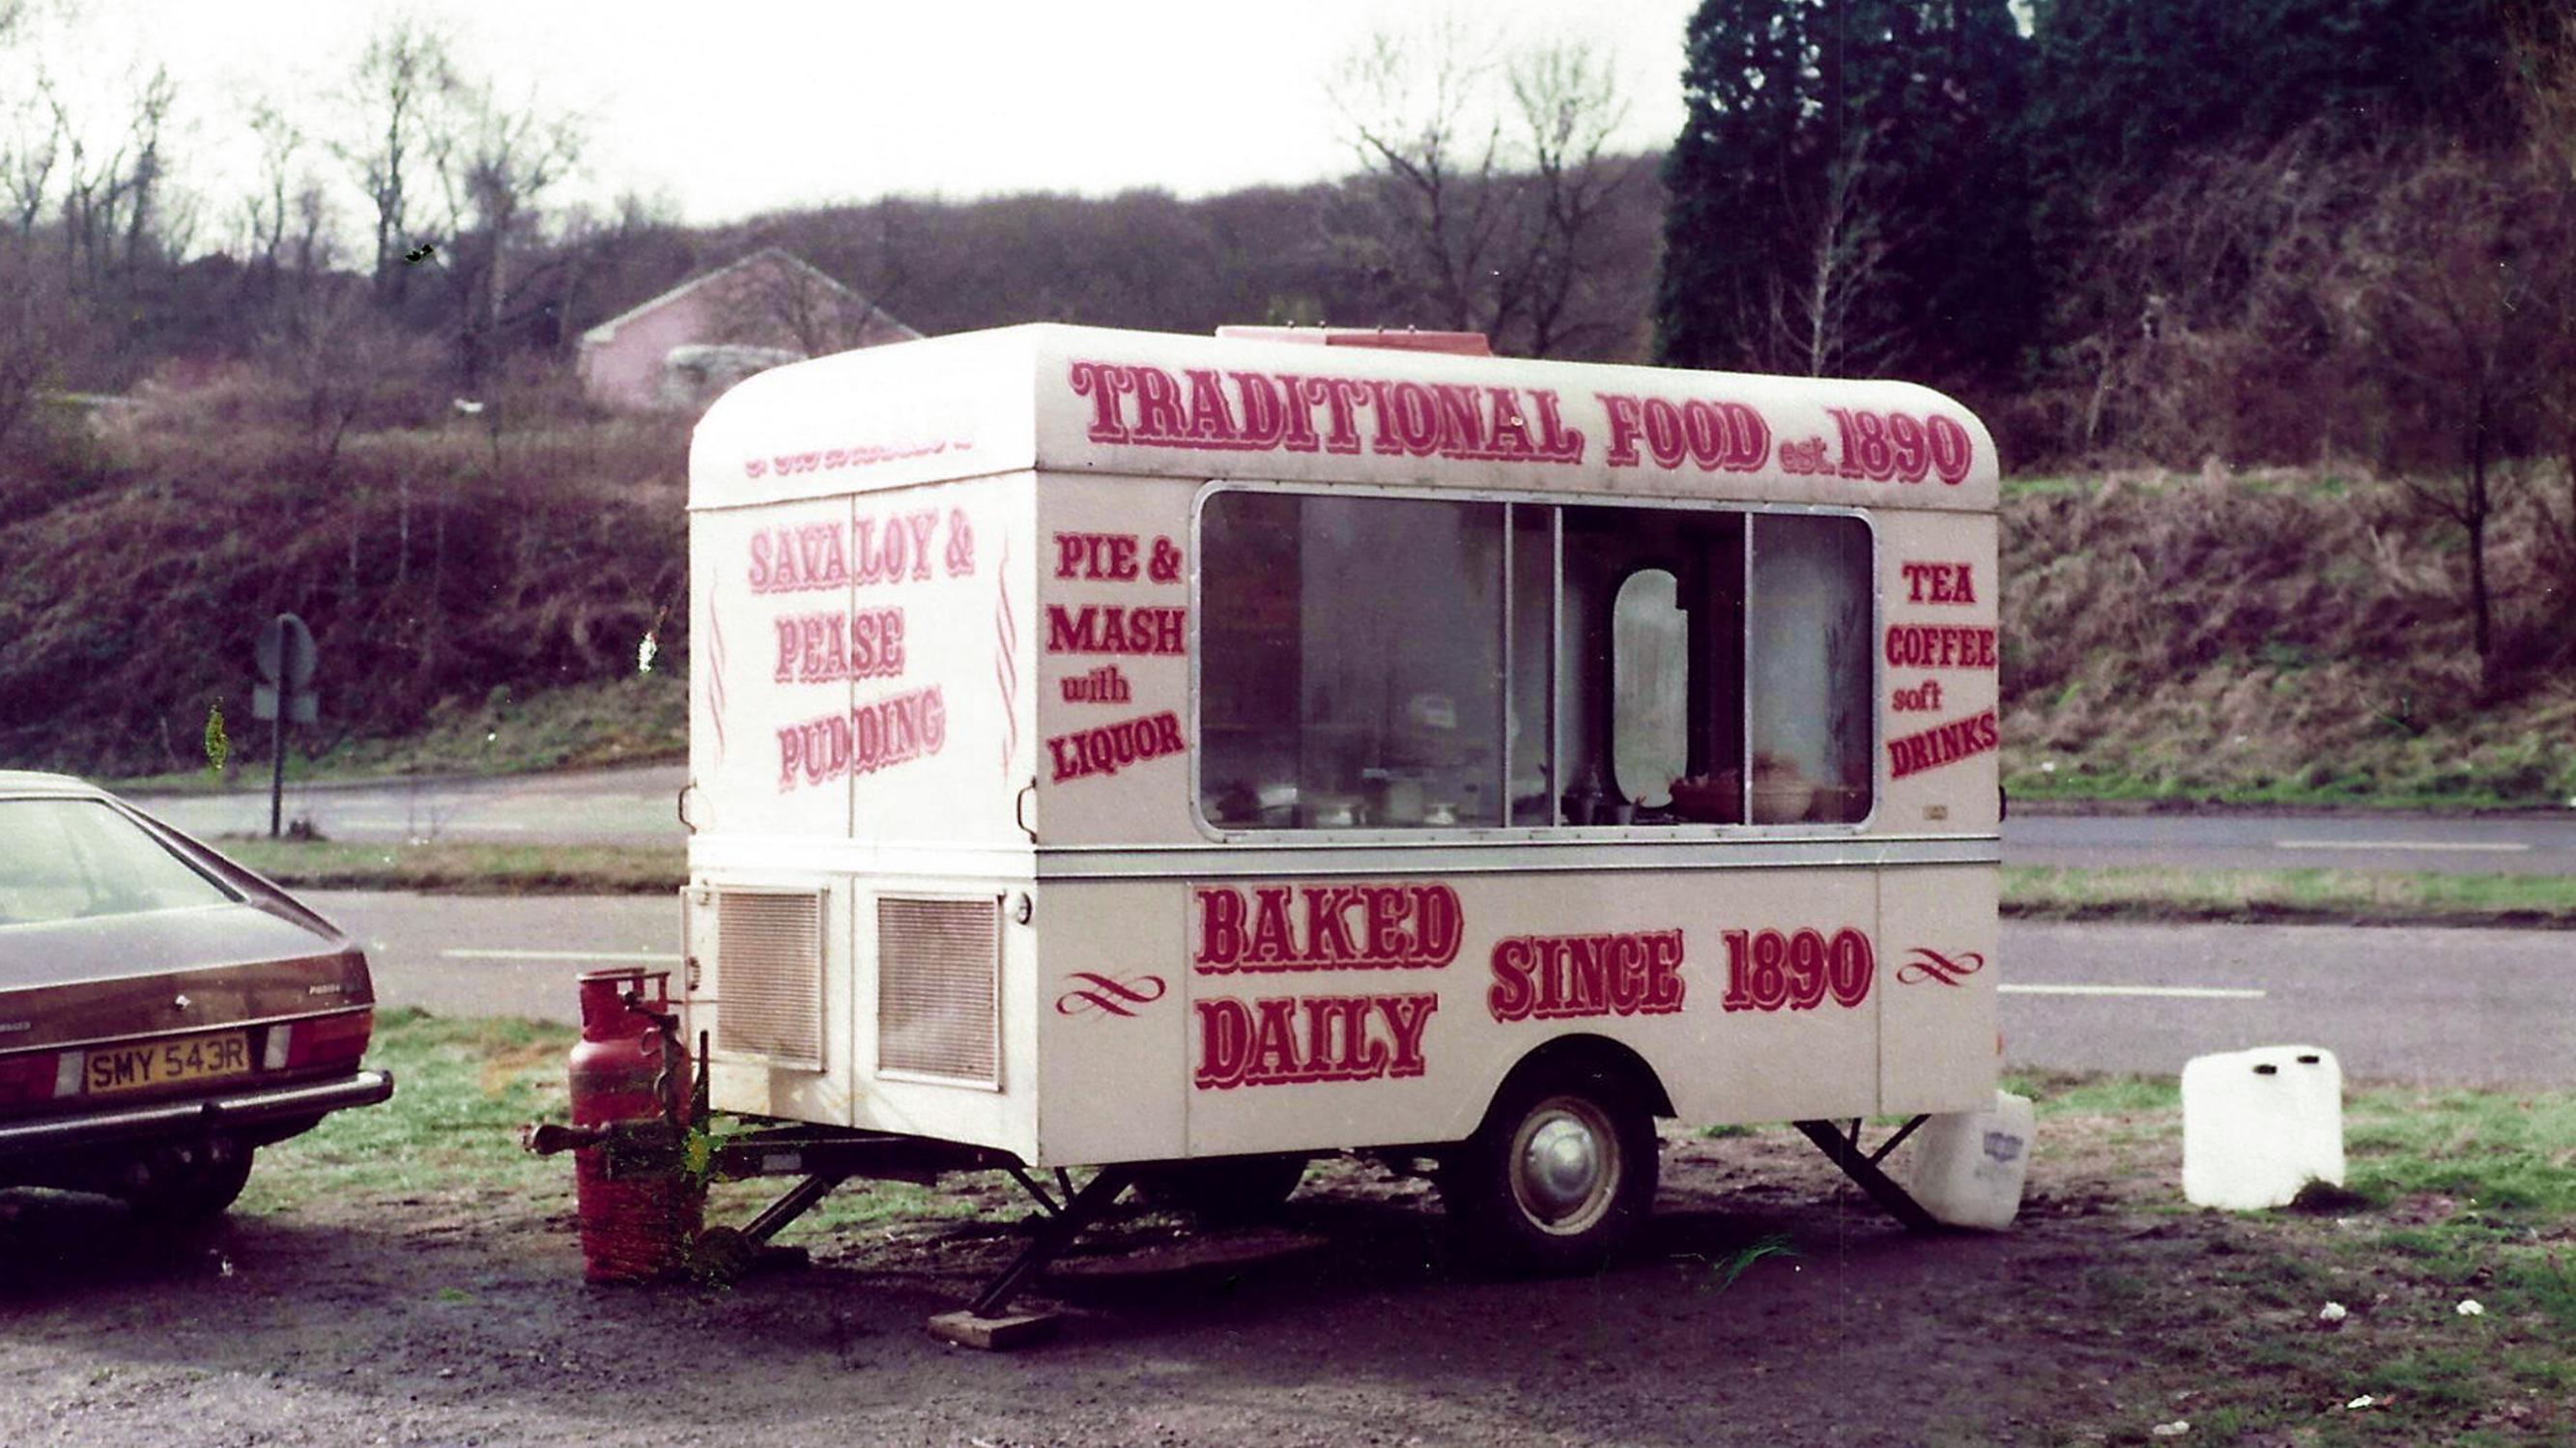 TRADITIONAL FOOD est. 1890
SAVALOY &
PEASE
PUDDING
PIE &
MASH
with
LIQUOR
TEA
COFFEE
soft
DRINKS
BAKED
DAILY
SINCE 1890
SMY 543R